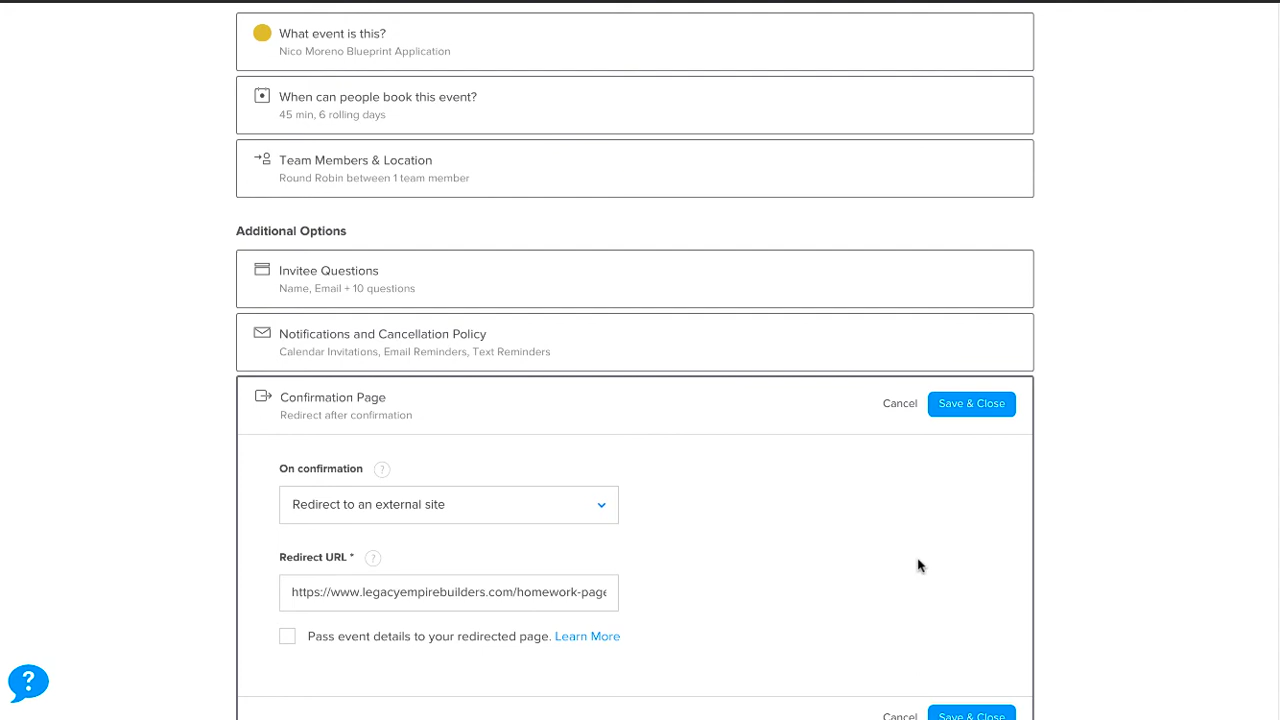 What event is this?
Nico Moreno Blueprint Application
When can people book this event?
45 min, 6 rolling days
Team Members & Location
Round Robin between 1 team member
Additional Options
Invitee Questions
Name, Email + 10 questions
Notifications and Cancellation Policy
Calendar Invitations, Email Reminders, Text Reminders
Confirmation Page
Redirect after confirmation
Cancel
Save & Close
On confirmation ?
Redirect to an external site
Redirect URL * ?
https://www.legacyempirebuilders.com/homework-page
Pass event details to your redirected page. Learn More
?
Cancel
Save & Close